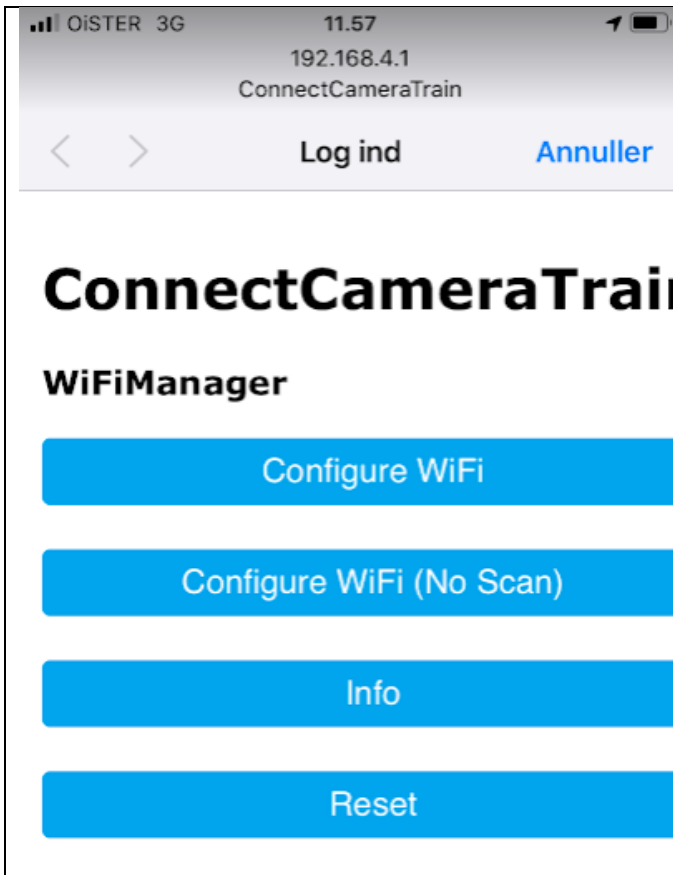 OiSTER 3G 11.57
192.168.4.1
ConnectCameraTrain
Log ind Annuller
ConnectCameraTrain
WiFiManager
Configure WiFi
Configure WiFi (No Scan)
Info
Reset